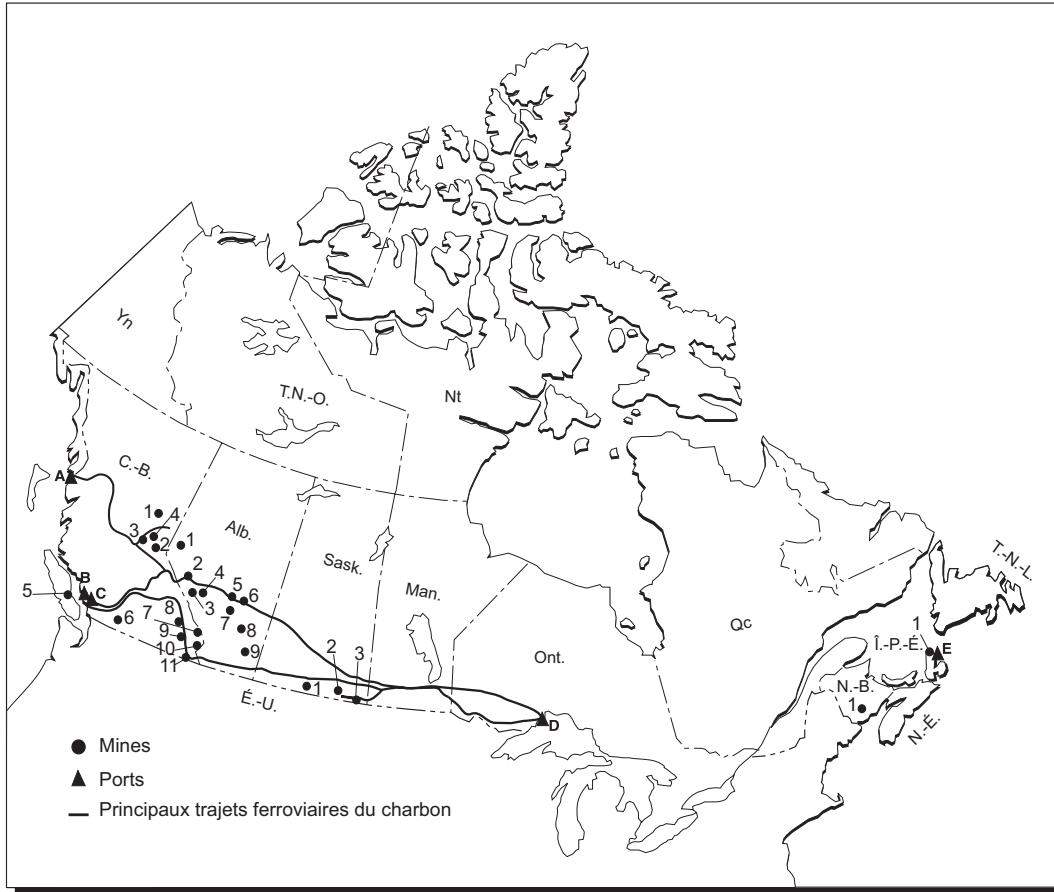 Yn
T.N.-O.
Nt
C.-B.
Alb.
Sask.
Man.
Ont.
Qc
T.-N.-L.
Î.-P.-É.
N.-B.
N.-É.
É.-U.
A
B
C
D
E
1
4
3
2
1
2
4
3
5
6
7
8
9
5
6
7
8
9
10
11
1
2
3
1
1
Mines
Ports
Principaux trajets ferroviaires du charbon